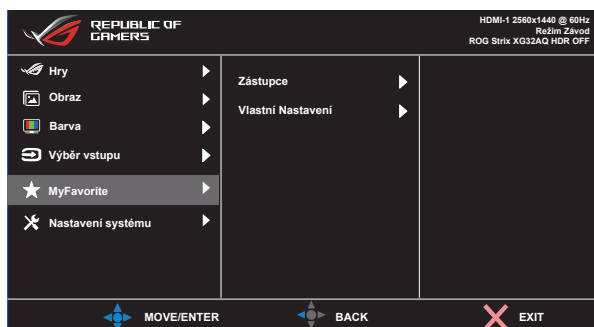 REPUBLIC OF
GAMERS
HDMI-1 2560x1440 @ 60Hz
Režim Závod
ROG Strix XG32AQ HDR OFF
Hry
Obraz
Barva
Výběr vstupu
MyFavorite
Nastavení systému
Zástupce
Vlastní Nastavení
MOVE/ENTER
BACK
EXIT